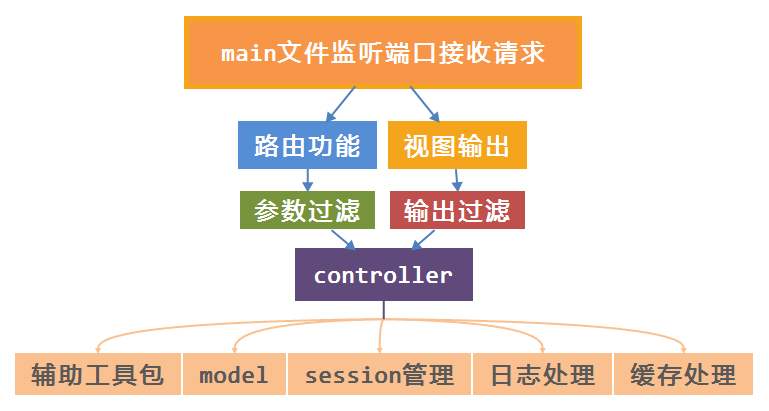 main文件监听端口接收请求
路由功能
视图输出
参数过滤
输出过滤
controller
辅助工具包
model
session管理
日志处理
缓存处理